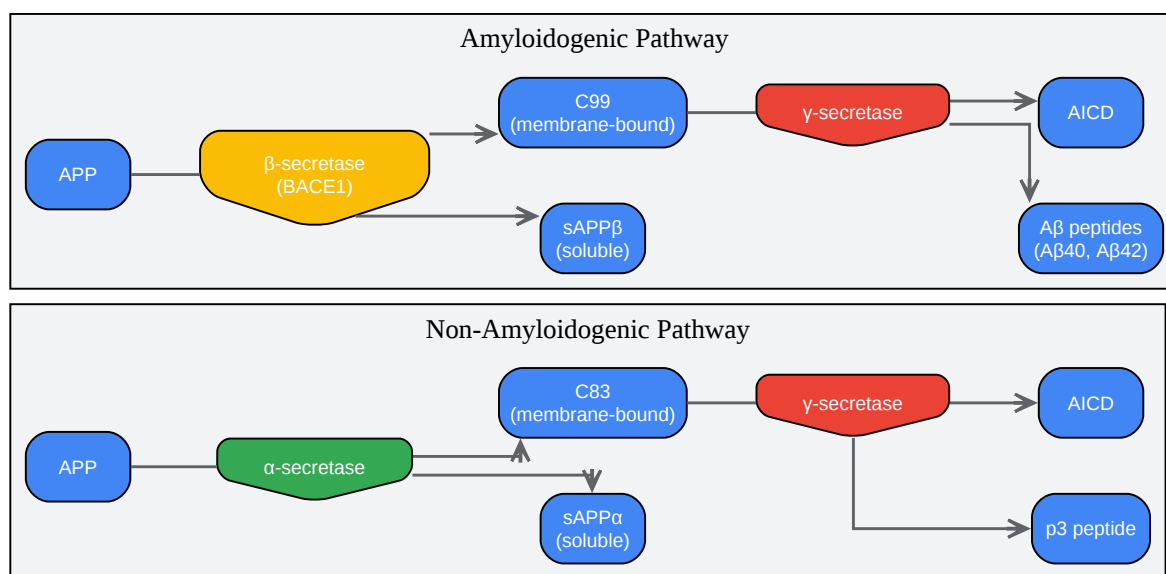 Amyloidogenic Pathway
APP
β-secretase
(BACE1)
C99
(membrane-bound)
sAPPβ
(soluble)
γ-secretase
AICD
Aβ peptides
(Aβ40, Aβ42)
Non-Amyloidogenic Pathway
APP
α-secretase
C83
(membrane-bound)
sAPPα
(soluble)
γ-secretase
AICD
p3 peptide